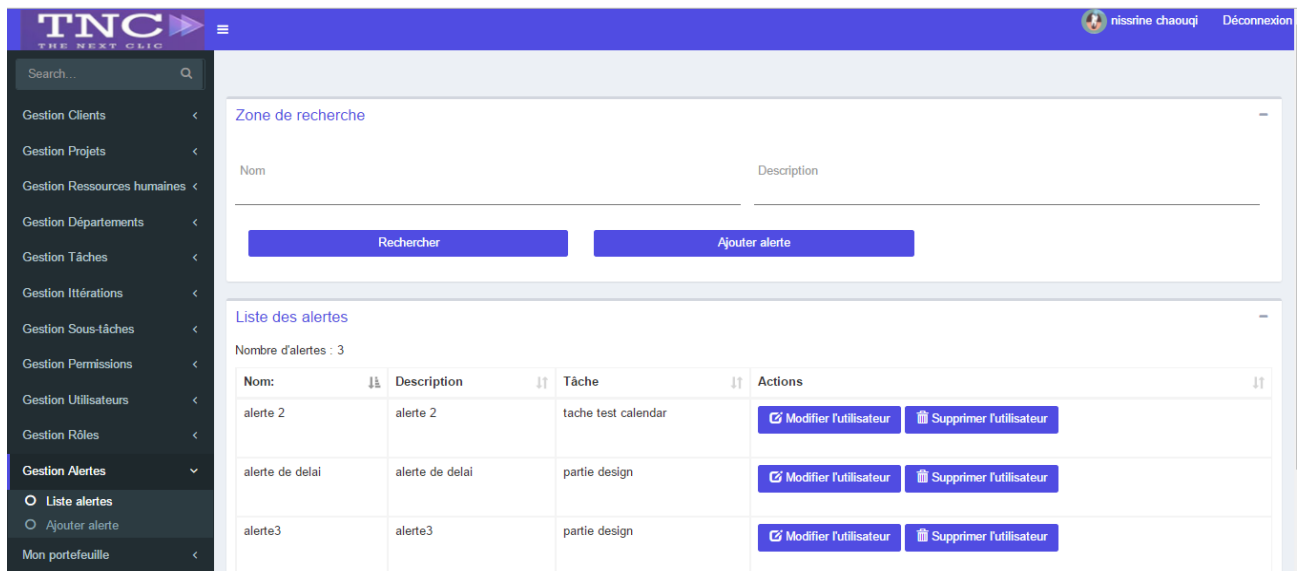 TNC
THE NEXT CLIC
nissrine chaouqi
Déconnexion
Search...
Gestion Clients
Gestion Projets
Gestion Ressources humaines
Gestion Départements
Gestion Tâches
Gestion Ittérations
Gestion Sous-tâches
Gestion Permissions
Gestion Utilisateurs
Gestion Rôles
Gestion Alertes
Liste alertes
Ajouter alerte
Mon portefeuille
Zone de recherche
Nom
Description
Rechercher
Ajouter alerte
Liste des alertes
Nombre d'alertes : 3
Nom: Description Tâche Actions
alerte 2 alerte 2 tache test calendar Modifier l'utilisateur Supprimer l'utilisateur
alerte de delai alerte de delai partie design Modifier l'utilisateur Supprimer l'utilisateur
alerte3 alerte3 partie design Modifier l'utilisateur Supprimer l'utilisateur